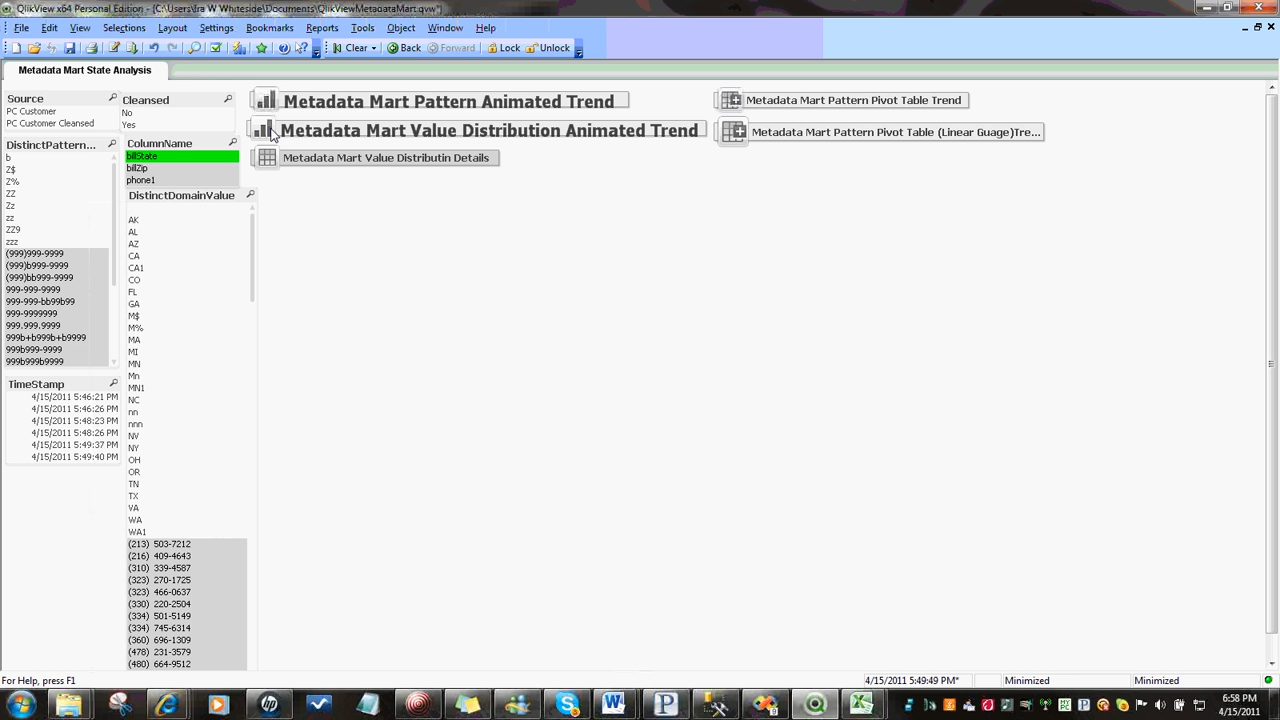 QlikView x64 Personal Edition - [C:\Users\Ira W Whiteside\Documents\QlikViewMetadataMart.qvw*]
File Edit View Selections Layout Settings Bookmarks Reports Tools Object Window Help
Clear Back Forward Lock Unlock
Metadata Mart State Analysis
Source
PC Customer
PC Customer Cleansed
Cleansed
No
Yes
DistinctPattern...
b
Z$
Z%
ZZ
Zz
zz
ZZ9
zzz
(999)999-9999
(999)b999-9999
(999)bb999-9999
999-999-9999
999-999-bb99b99
999-9999999
999.999.9999
999b+b999b+b9999
999b999-9999
999b999b9999
TimeStamp
4/15/2011 5:46:21 PM
4/15/2011 5:46:26 PM
4/15/2011 5:48:23 PM
4/15/2011 5:48:26 PM
4/15/2011 5:49:37 PM
4/15/2011 5:49:40 PM
ColumnName
billState
billZip
phone1
DistinctDomainValue
AK
AL
AZ
CA
CA1
CO
FL
GA
M$
M%
MA
MI
MN
Mn
MN1
NC
nn
nnn
NV
NY
OH
OR
TN
TX
VA
WA
WA1
(213) 503-7212
(216) 409-4643
(310) 339-4587
(323) 270-1725
(323) 466-0637
(330) 220-2504
(334) 501-5149
(334) 745-6314
(360) 696-1309
(478) 231-3579
(480) 664-9512
Metadata Mart Pattern Animated Trend
Metadata Mart Value Distribution Animated Trend
Metadata Mart Value Distributin Details
Metadata Mart Pattern Pivot Table Trend
Metadata Mart Pattern Pivot Table (Linear Guage)Tre...
For Help, press F1
4/15/2011 5:49:49 PM*
Minimized
Minimized
6:58 PM
4/15/2011